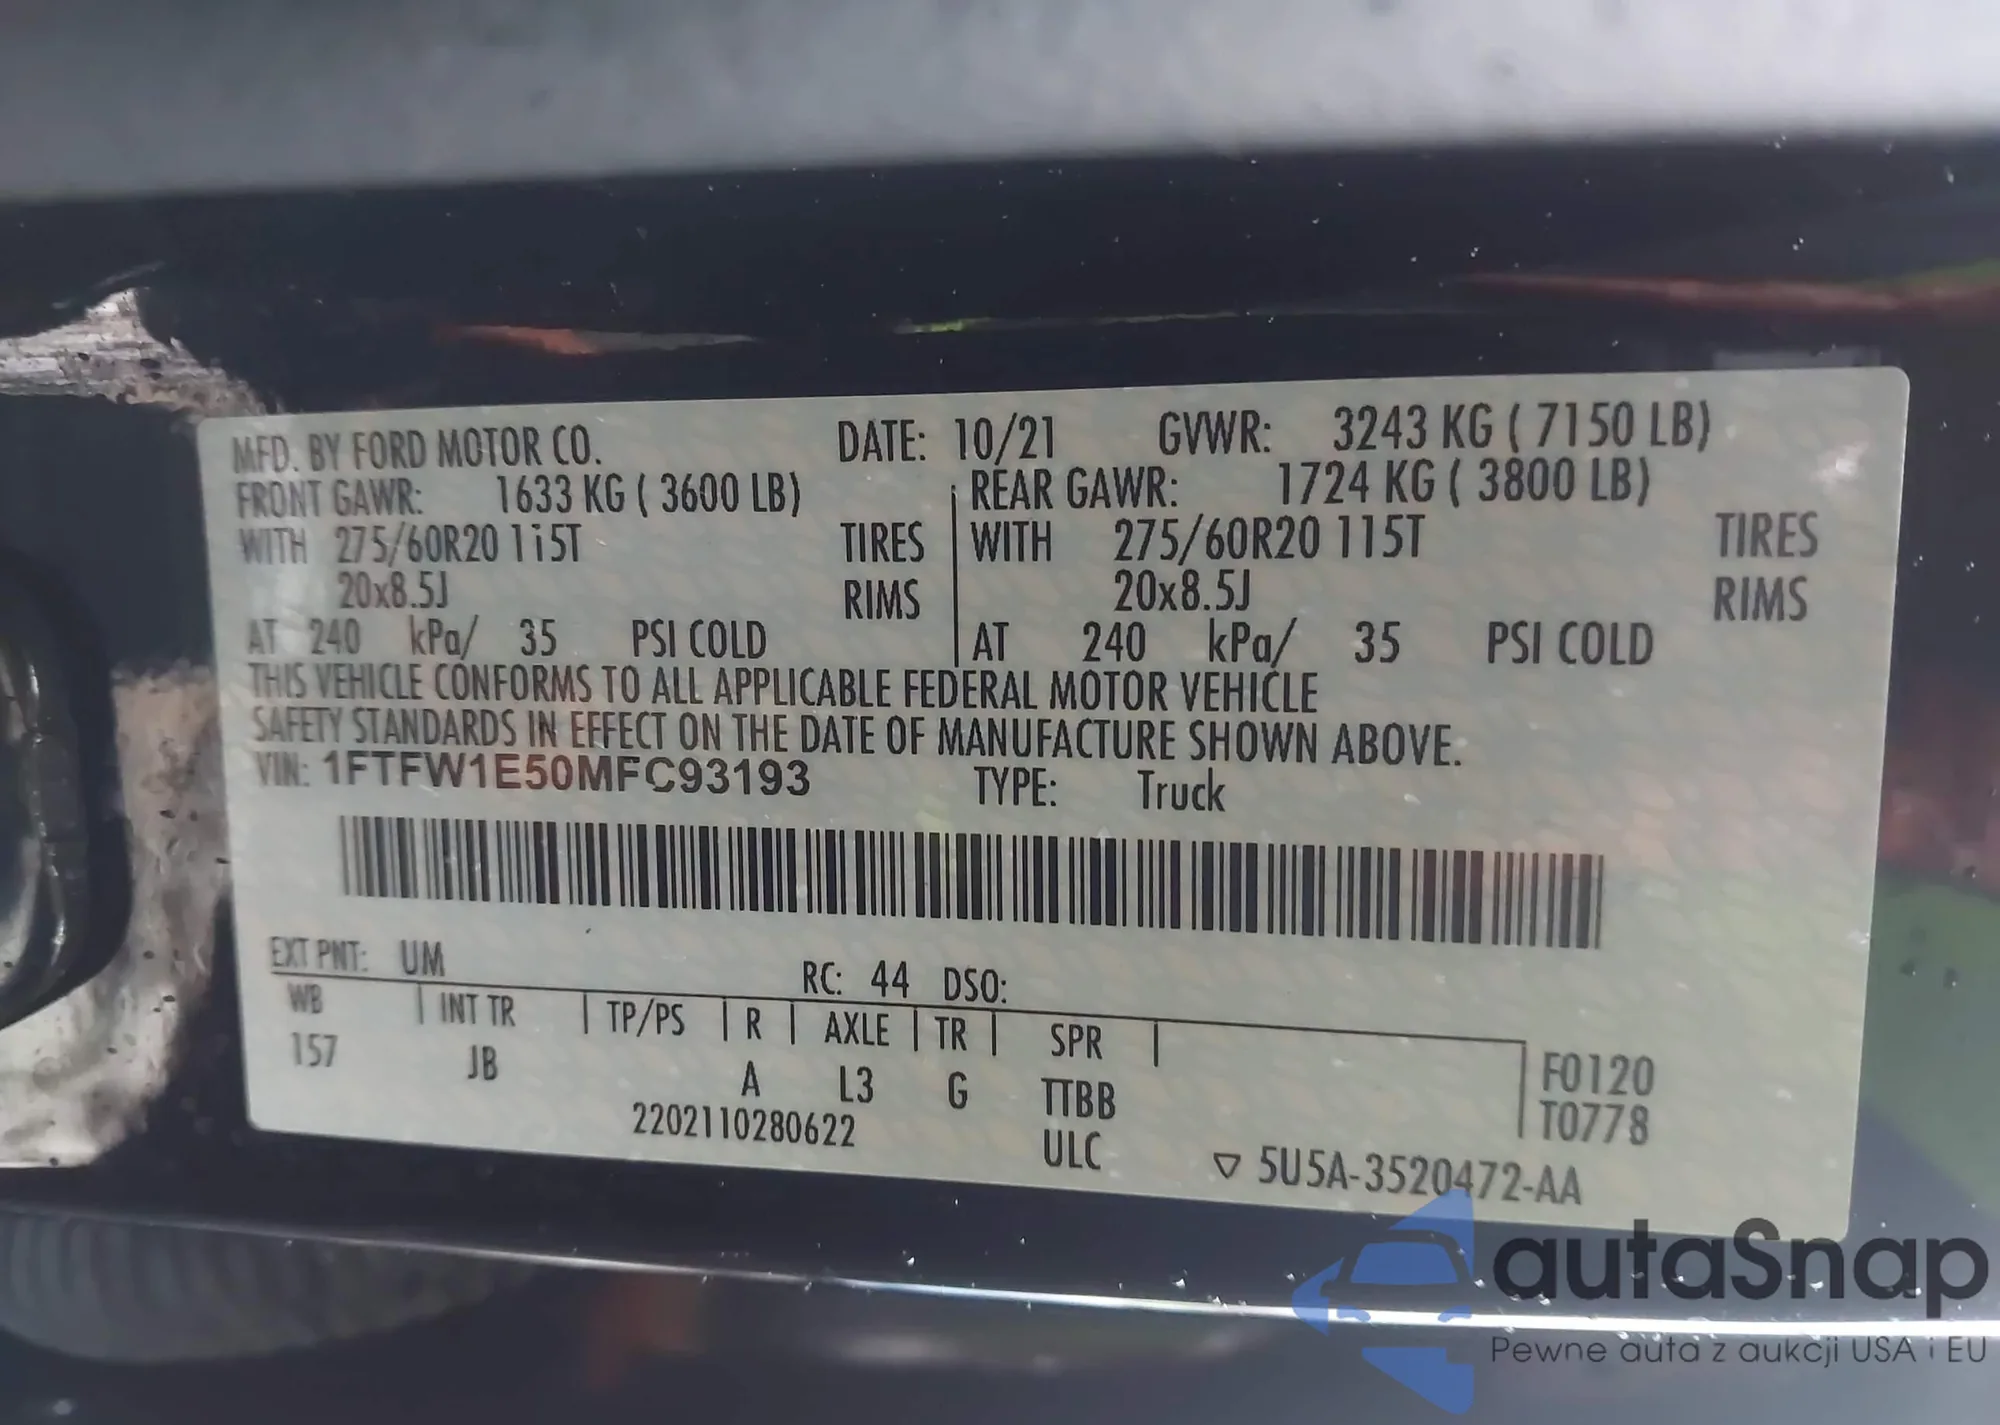 MFD. BY FORD MOTOR CO. DATE: 10/21 GVWR: 3243 KG ( 7150 LB)
FRONT GAWR: 1633 KG ( 3600 LB) REAR GAWR: 1724 KG ( 3800 LB)
WITH 275/60R20 115T TIRES WITH 275/60R20 115T TIRES
20x8.5J RIMS 20x8.5J RIMS
AT 240 kPa/ 35 PSI COLD AT 240 kPa/ 35 PSI COLD
THIS VEHICLE CONFORMS TO ALL APPLICABLE FEDERAL MOTOR VEHICLE
SAFETY STANDARDS IN EFFECT ON THE DATE OF MANUFACTURE SHOWN ABOVE.
VIN: 1FTFW1E50MFC93193 TYPE: Truck
EXT PNT: UM RC: 44 DSO:
WB INT TR TP/PS R AXLE TR SPR
157 JB A L3 G TTBB F0120
2202110280622 ULC T0778
▽ 5U5A-3520472-AA
autaSnap
Pewne auta z aukcji USA i EU